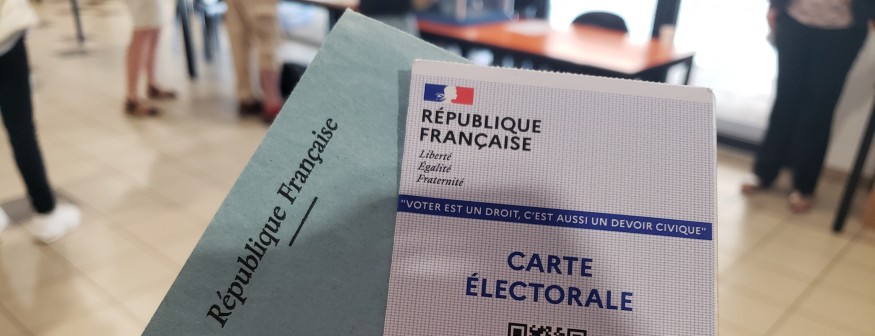 République Française
RÉPUBLIQUE
FRANÇAISE
Liberté
Égalité
Fraternité
"VOTER EST UN DROIT, C'EST AUSSI UN DEVOIR CIVIQUE"
CARTE
ÉLECTORALE